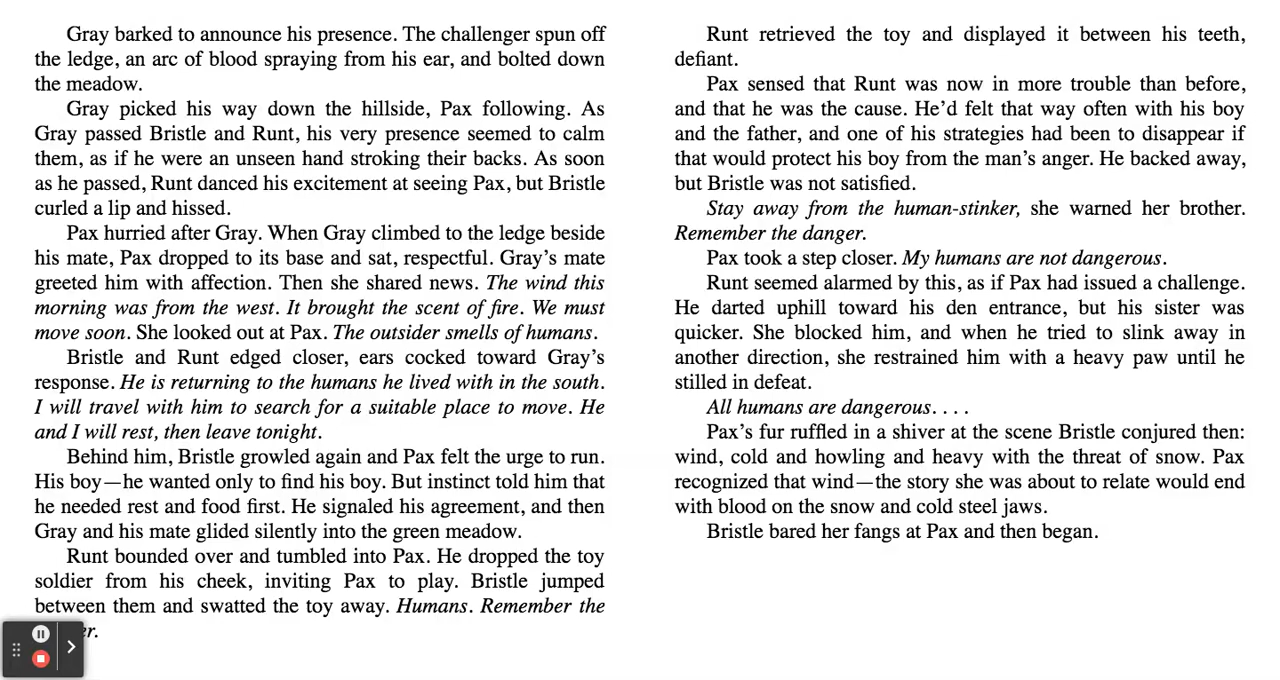 Gray barked to announce his presence. The challenger spun off
the ledge, an arc of blood spraying from his ear, and bolted down
the meadow.
Gray picked his way down the hillside, Pax following. As
Gray passed Bristle and Runt, his very presence seemed to calm
them, as if he were an unseen hand stroking their backs. As soon
as he passed, Runt danced his excitement at seeing Pax, but Bristle
curled a lip and hissed.
Pax hurried after Gray. When Gray climbed to the ledge beside
his mate, Pax dropped to its base and sat, respectful. Gray’s mate
greeted him with affection. Then she shared news. The wind this
morning was from the west. It brought the scent of fire. We must
move soon. She looked out at Pax. The outsider smells of humans.
Bristle and Runt edged closer, ears cocked toward Gray’s
response. He is returning to the humans he lived with in the south.
I will travel with him to search for a suitable place to move. He
and I will rest, then leave tonight.
Behind him, Bristle growled again and Pax felt the urge to run.
His boy—he wanted only to find his boy. But instinct told him that
he needed rest and food first. He signaled his agreement, and then
Gray and his mate glided silently into the green meadow.
Runt bounded over and tumbled into Pax. He dropped the toy
soldier from his cheek, inviting Pax to play. Bristle jumped
between them and swatted the toy away. Humans. Remember the
er.
Runt retrieved the toy and displayed it between his teeth,
defiant.
Pax sensed that Runt was now in more trouble than before,
and that he was the cause. He’d felt that way often with his boy
and the father, and one of his strategies had been to disappear if
that would protect his boy from the man’s anger. He backed away,
but Bristle was not satisfied.
Stay away from the human-stinker, she warned her brother.
Remember the danger.
Pax took a step closer. My humans are not dangerous.
Runt seemed alarmed by this, as if Pax had issued a challenge.
He darted uphill toward his den entrance, but his sister was
quicker. She blocked him, and when he tried to slink away in
another direction, she restrained him with a heavy paw until he
stilled in defeat.
All humans are dangerous. . . .
Pax’s fur ruffled in a shiver at the scene Bristle conjured then:
wind, cold and howling and heavy with the threat of snow. Pax
recognized that wind—the story she was about to relate would end
with blood on the snow and cold steel jaws.
Bristle bared her fangs at Pax and then began.